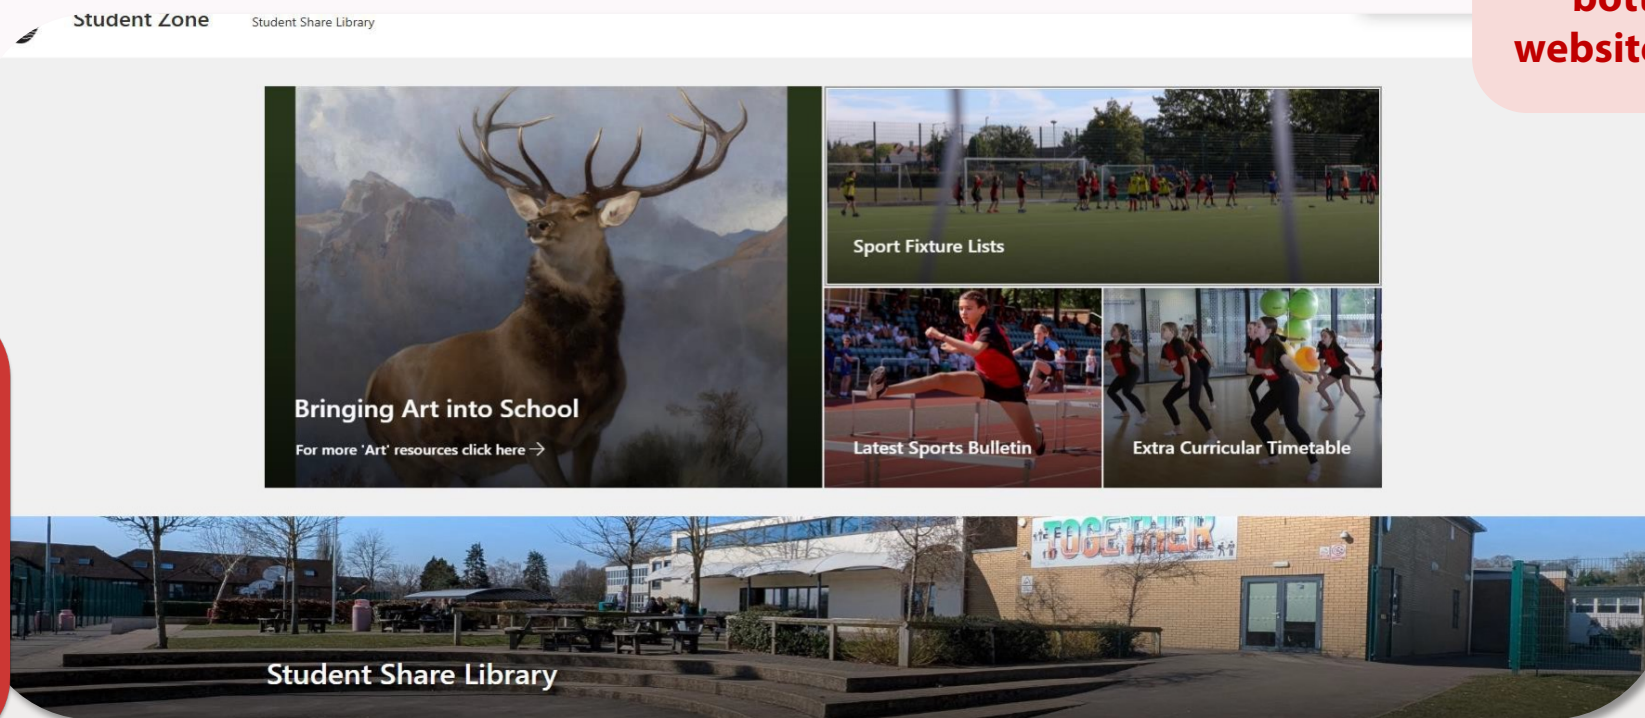 Student Zone
Student Share Library
website
Sport Fixture Lists
Bringing Art into School
For more 'Art' resources click here →
Latest Sports Bulletin
Extra Curricular Timetable
TOGETHER
Student Share Library